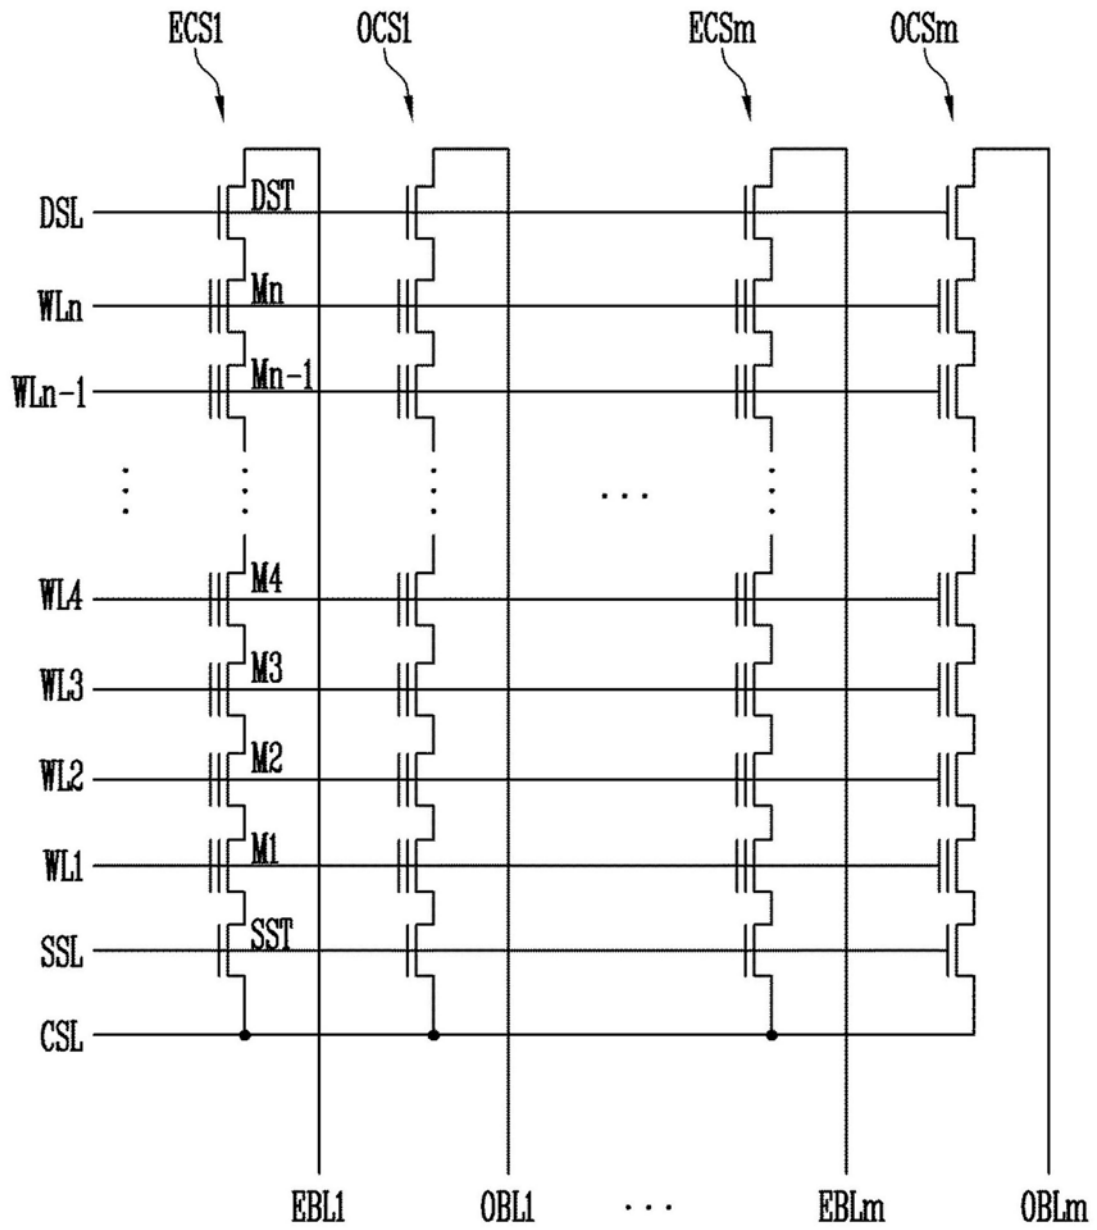 ECS1 OCS1 ECSm OCSm
DSL DST
WLn Mn
WLn-1 Mn-1
...
WL4 M4
WL3 M3
WL2 M2
WL1 M1
SSL SST
CSL
EBL1 OBL1 ... EBLm OBLm